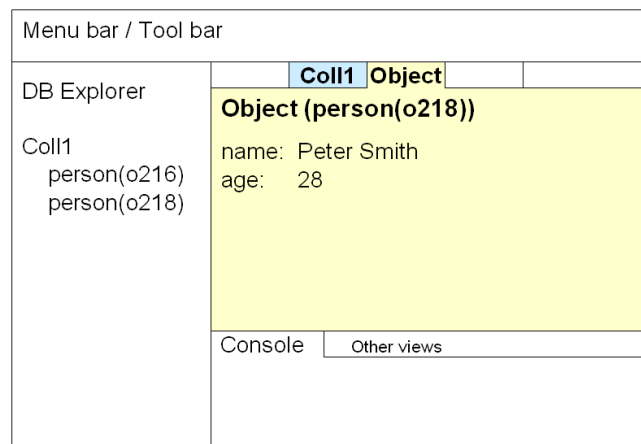 Menu bar / Tool bar
DB Explorer
Coll1
person(o216)
person(o218)
Coll1 Object
Object (person(o218))
name: Peter Smith
age: 28
Console Other views